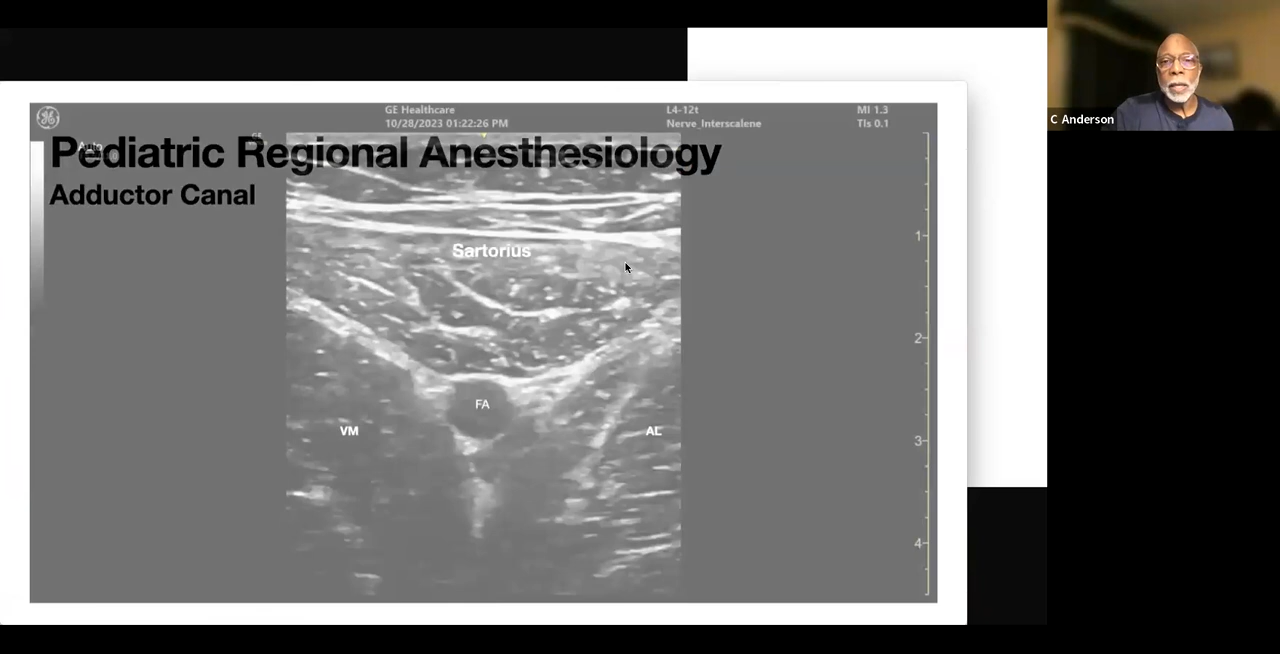 GE Healthcare
10/28/2023 01:22:26 PM
L4-12t
Nerve_Interscalene
MI 1.3
TIs 0.1
Pediatric Regional Anesthesiology
Adductor Canal
Sartorius
FA
VM
AL
1
2
3
4
C Anderson